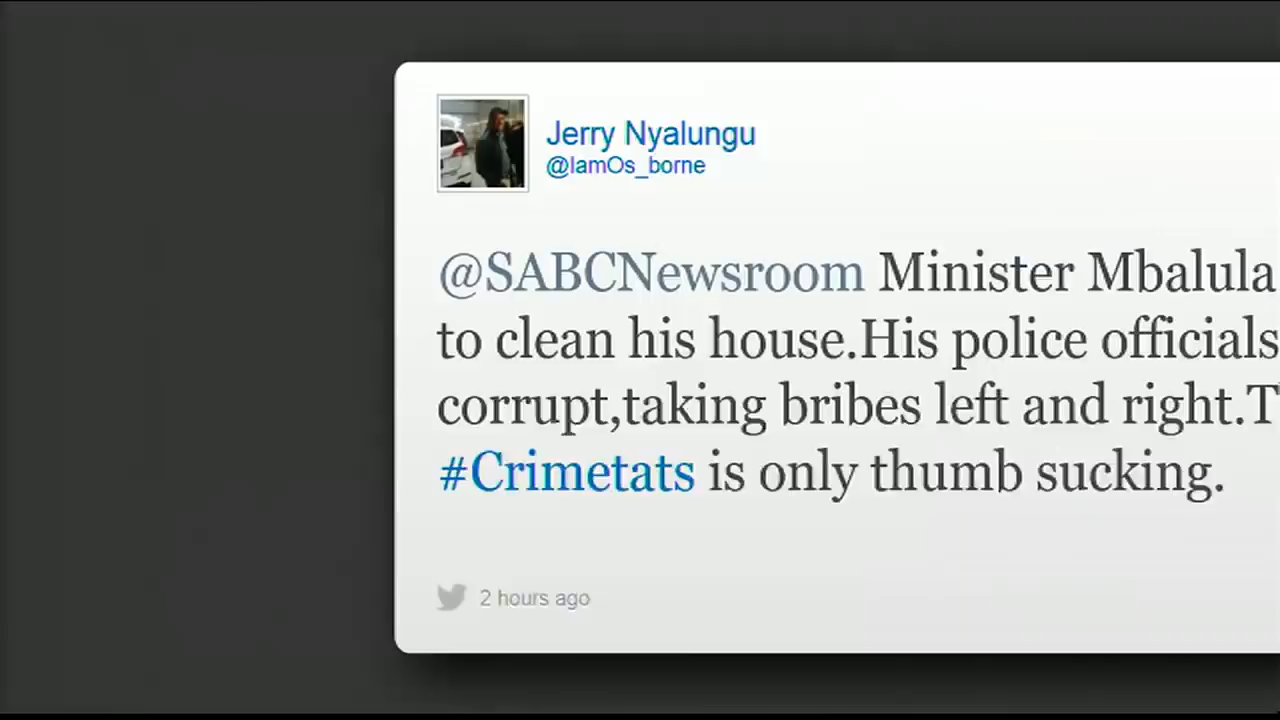 Jerry Nyalungu
@IamOs_borne
@SABCNewsroom Minister Mbalula
to clean his house.His police officials
corrupt,taking bribes left and right.T
#Crimetats is only thumb sucking.
2 hours ago